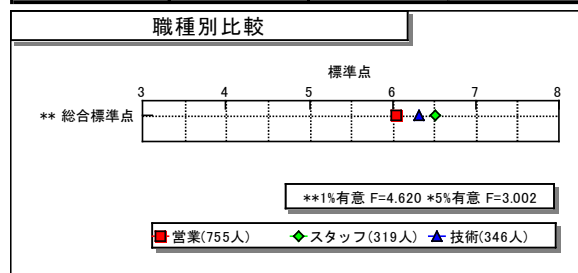 職種別比較
標準点
3 4 5 6 7 8
** 総合標準点
**1%有意 F=4.620 *5%有意 F=3.002
営業(755人) スタッフ(319人) 技術(346人)